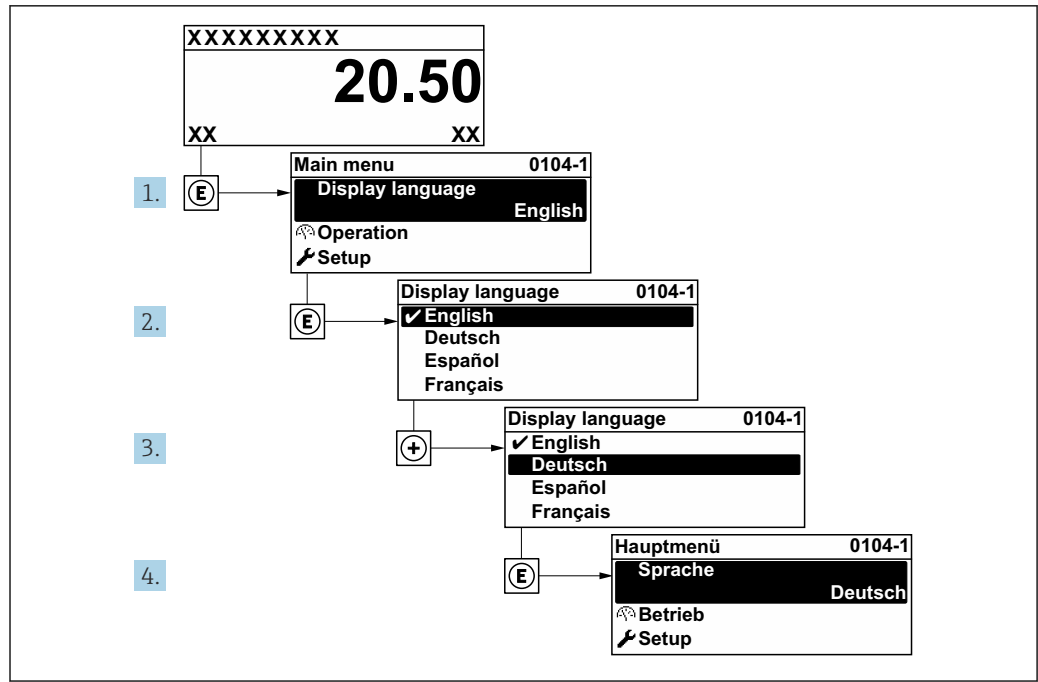 XXXXXXXXX
20.50
XX XX
1.
E
Main menu 0104-1
Display language
English
Operation
Setup
2.
E
Display language 0104-1
✔English
Deutsch
Español
Français
3.
+
Display language 0104-1
✔English
Deutsch
Español
Français
4.
E
Hauptmenü 0104-1
Sprache
Deutsch
Betrieb
Setup